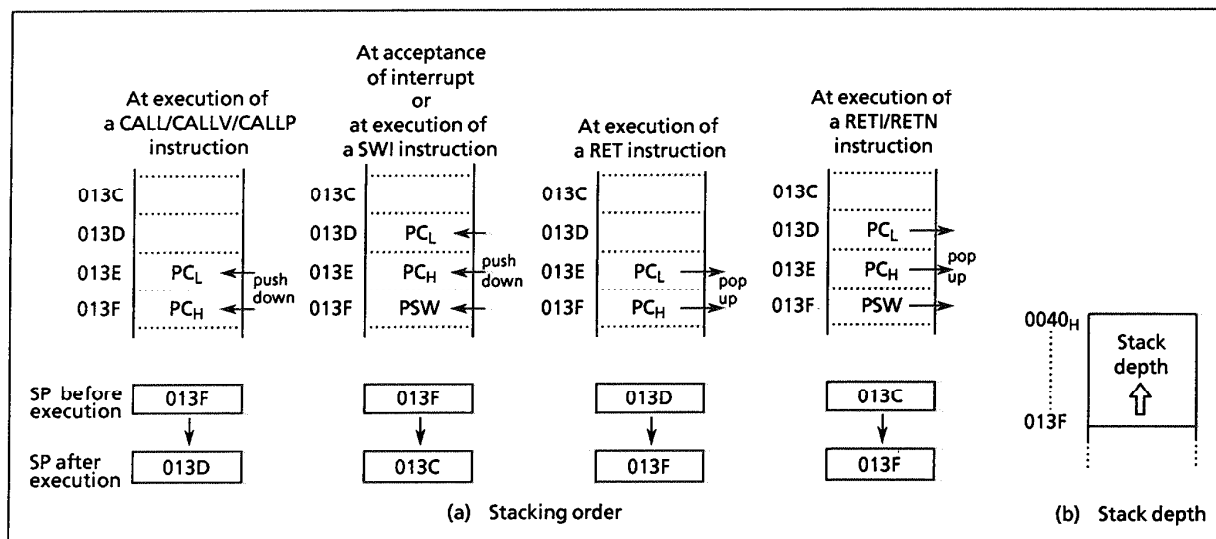 At execution of
a CALL/CALLV/CALLP
instruction
013C
013D
013E PCL
013F PCH
push
down
At acceptance
of interrupt
or
at execution of
a SWI instruction
013C
013D PCL
013E PCH
013F PSW
push
down
At execution of
a RET instruction
013C
013D
013E PCL
013F PCH
pop
up
At execution of
a RETI/RETN
instruction
013C
013D PCL
013E PCH
013F PSW
pop
up
SP before
execution
013F
013F
013D
013C
SP after
execution
013D
013C
013F
013F
(a) Stacking order
0040H
Stack
depth
013F
(b) Stack depth